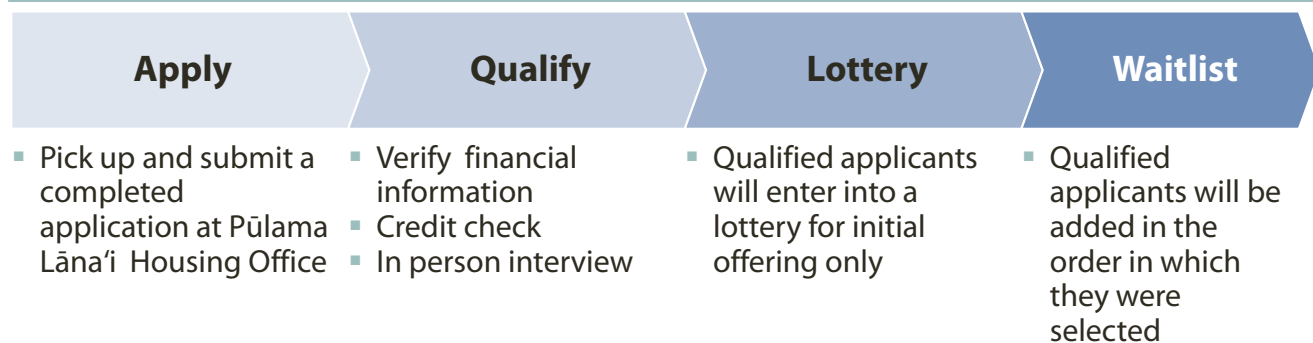 Apply
Qualify
Lottery
Waitlist
▪ Pick up and submit a
completed
application at Pūlama
Lāna‘i Housing Office
▪ Verify financial
information
▪ Credit check
▪ In person interview
▪ Qualified applicants
will enter into a
lottery for initial
offering only
▪ Qualified
applicants will be
added in the
order in which
they were
selected